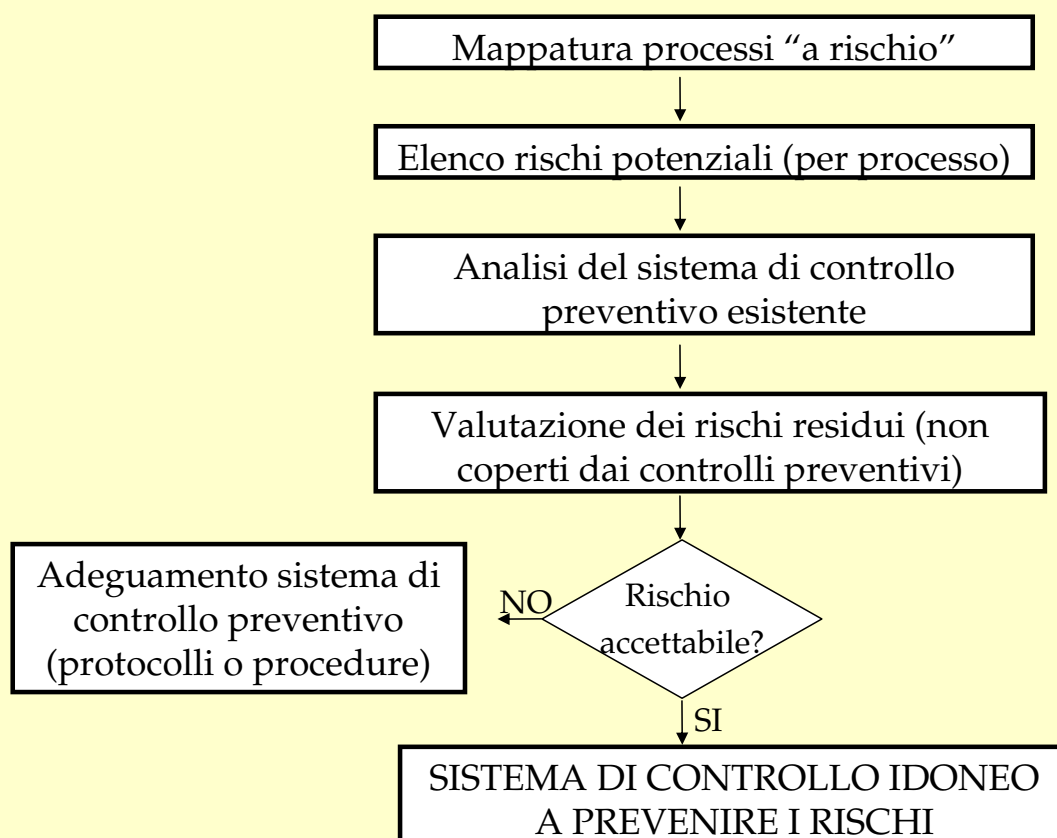 Mappatura processi “a rischio”
Elenco rischi potenziali (per processo)
Analisi del sistema di controllo
preventivo esistente
Valutazione dei rischi residui (non
coperti dai controlli preventivi)
Adeguamento sistema di
controllo preventivo
(protocolli o procedure)
NO
Rischio
accettabile?
SI
SISTEMA DI CONTROLLO IDONEO
A PREVENIRE I RISCHI